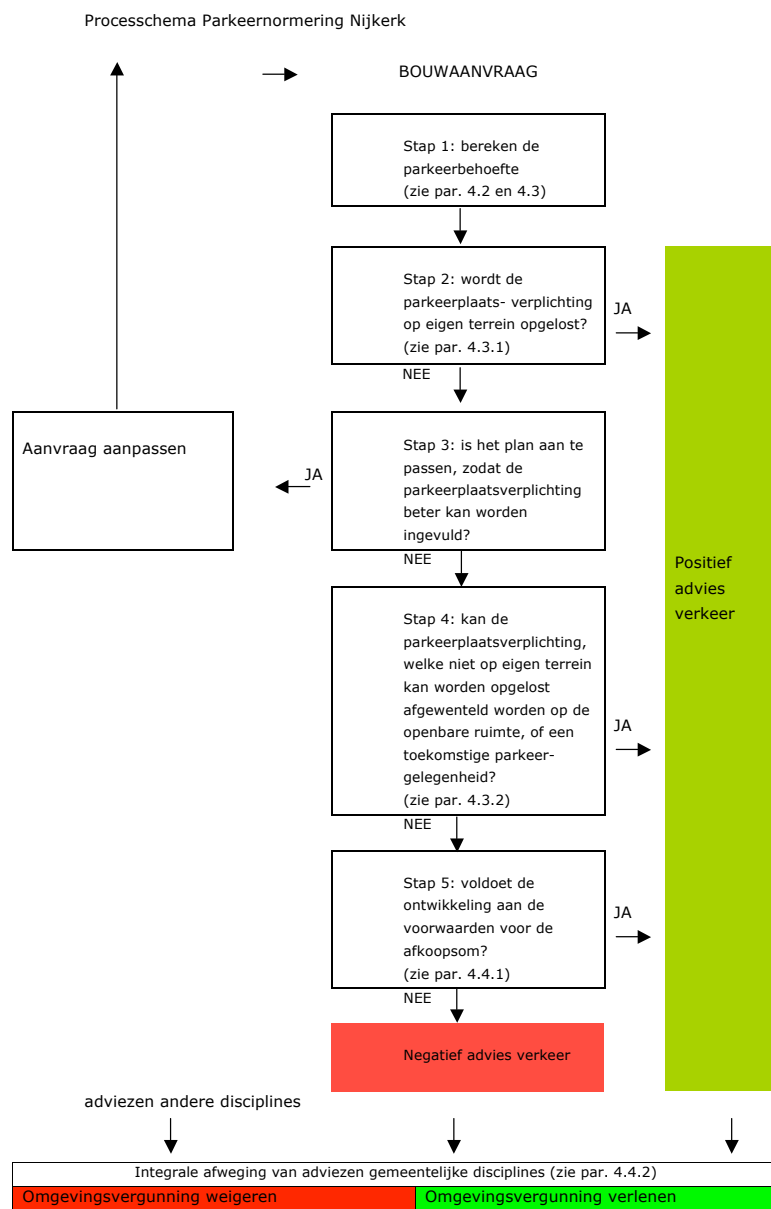 Processchema Parkeernormering Nijkerk
BOUWAANVRAAG
Stap 1: bereken de
parkeerbehoefte
(zie par. 4.2 en 4.3)
Stap 2: wordt de
parkeerplaats- verplichting
op eigen terrein opgelost?
(zie par. 4.3.1)
JA
NEE
Aanvraag aanpassen
JA
Stap 3: is het plan aan te
passen, zodat de
parkeerplaatsverplichting
beter kan worden
ingevuld?
NEE
Positief
advies
verkeer
Stap 4: kan de
parkeerplaatsverplichting,
welke niet op eigen terrein
kan worden opgelost
afgewenteld worden op de
openbare ruimte, of een
toekomstige parkeer-
gelegenheid?
(zie par. 4.3.2)
JA
NEE
Stap 5: voldoet de
ontwikkeling aan de
voorwaarden voor de
afkoopsom?
(zie par. 4.4.1)
JA
NEE
Negatief advies verkeer
adviezen andere disciplines
Integrale afweging van adviezen gemeentelijke disciplines (zie par. 4.4.2)
Omgevingsvergunning weigeren
Omgevingsvergunning verlenen